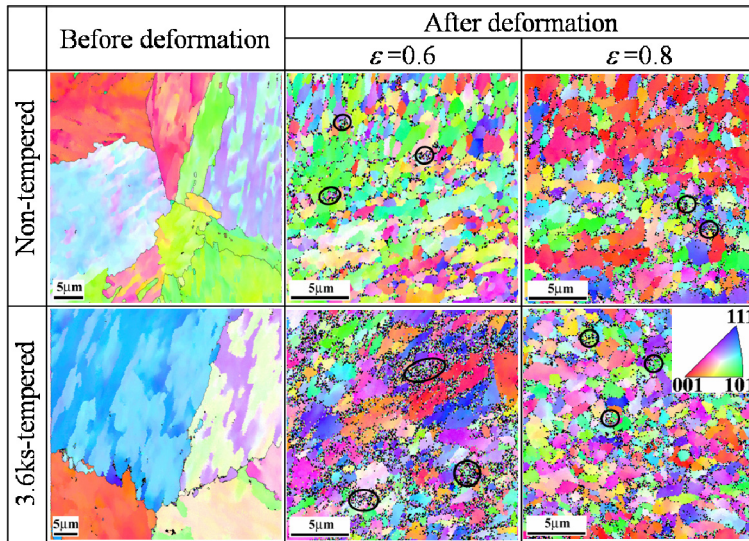 Before deformation
After deformation
ε=0.6
ε=0.8
Non-tempered
5μm
5μm
5μm
3.6ks-tempered
111
001
101
5μm
5μm
5μm